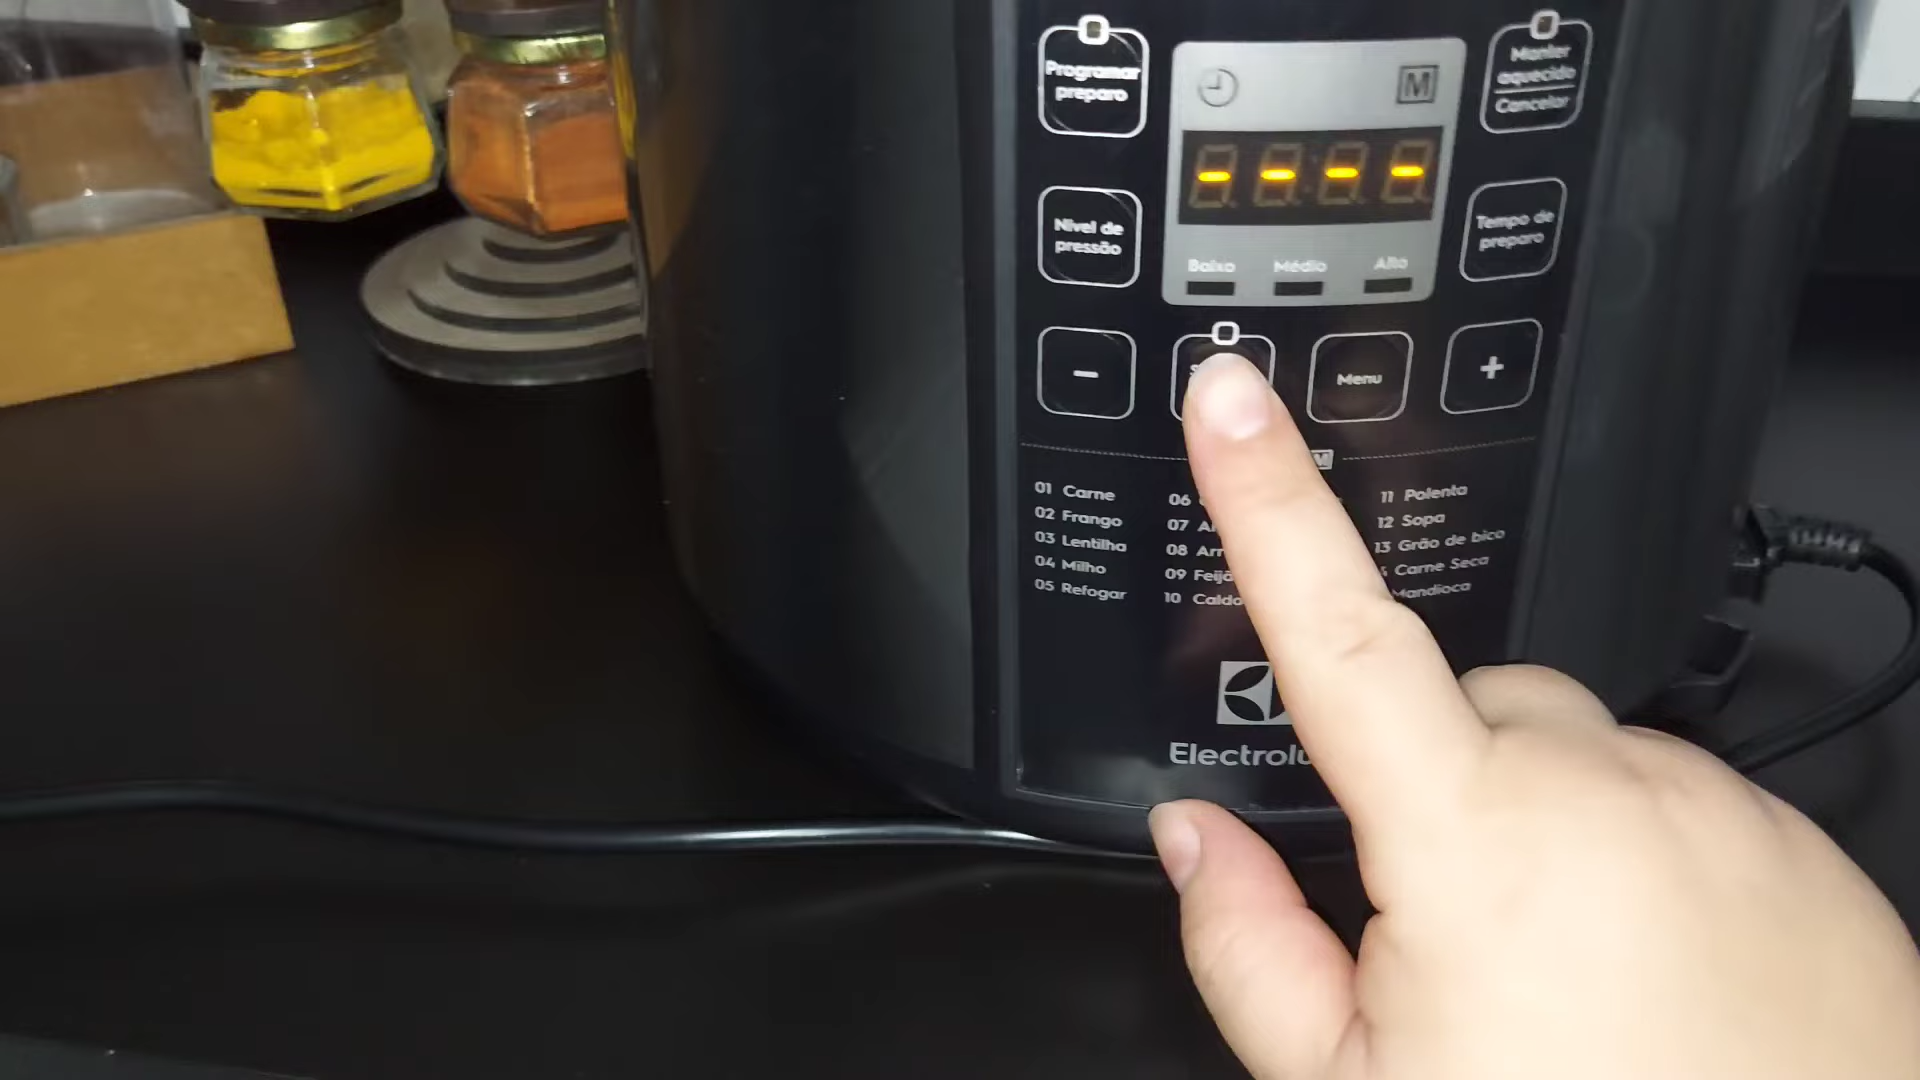 Programar
preparo
M
Manter
aquecido
Cancelar
----
Nível de
pressão
Tempo de
preparo
Baixo Médio Alto
−
Menu
+
M
01 Carne
02 Frango
03 Lentilha
04 Milho
05 Refogar
06
07
08
09
10
11 Polenta
12 Sopa
13 Grão de bico
Carne Seca
Mandioca